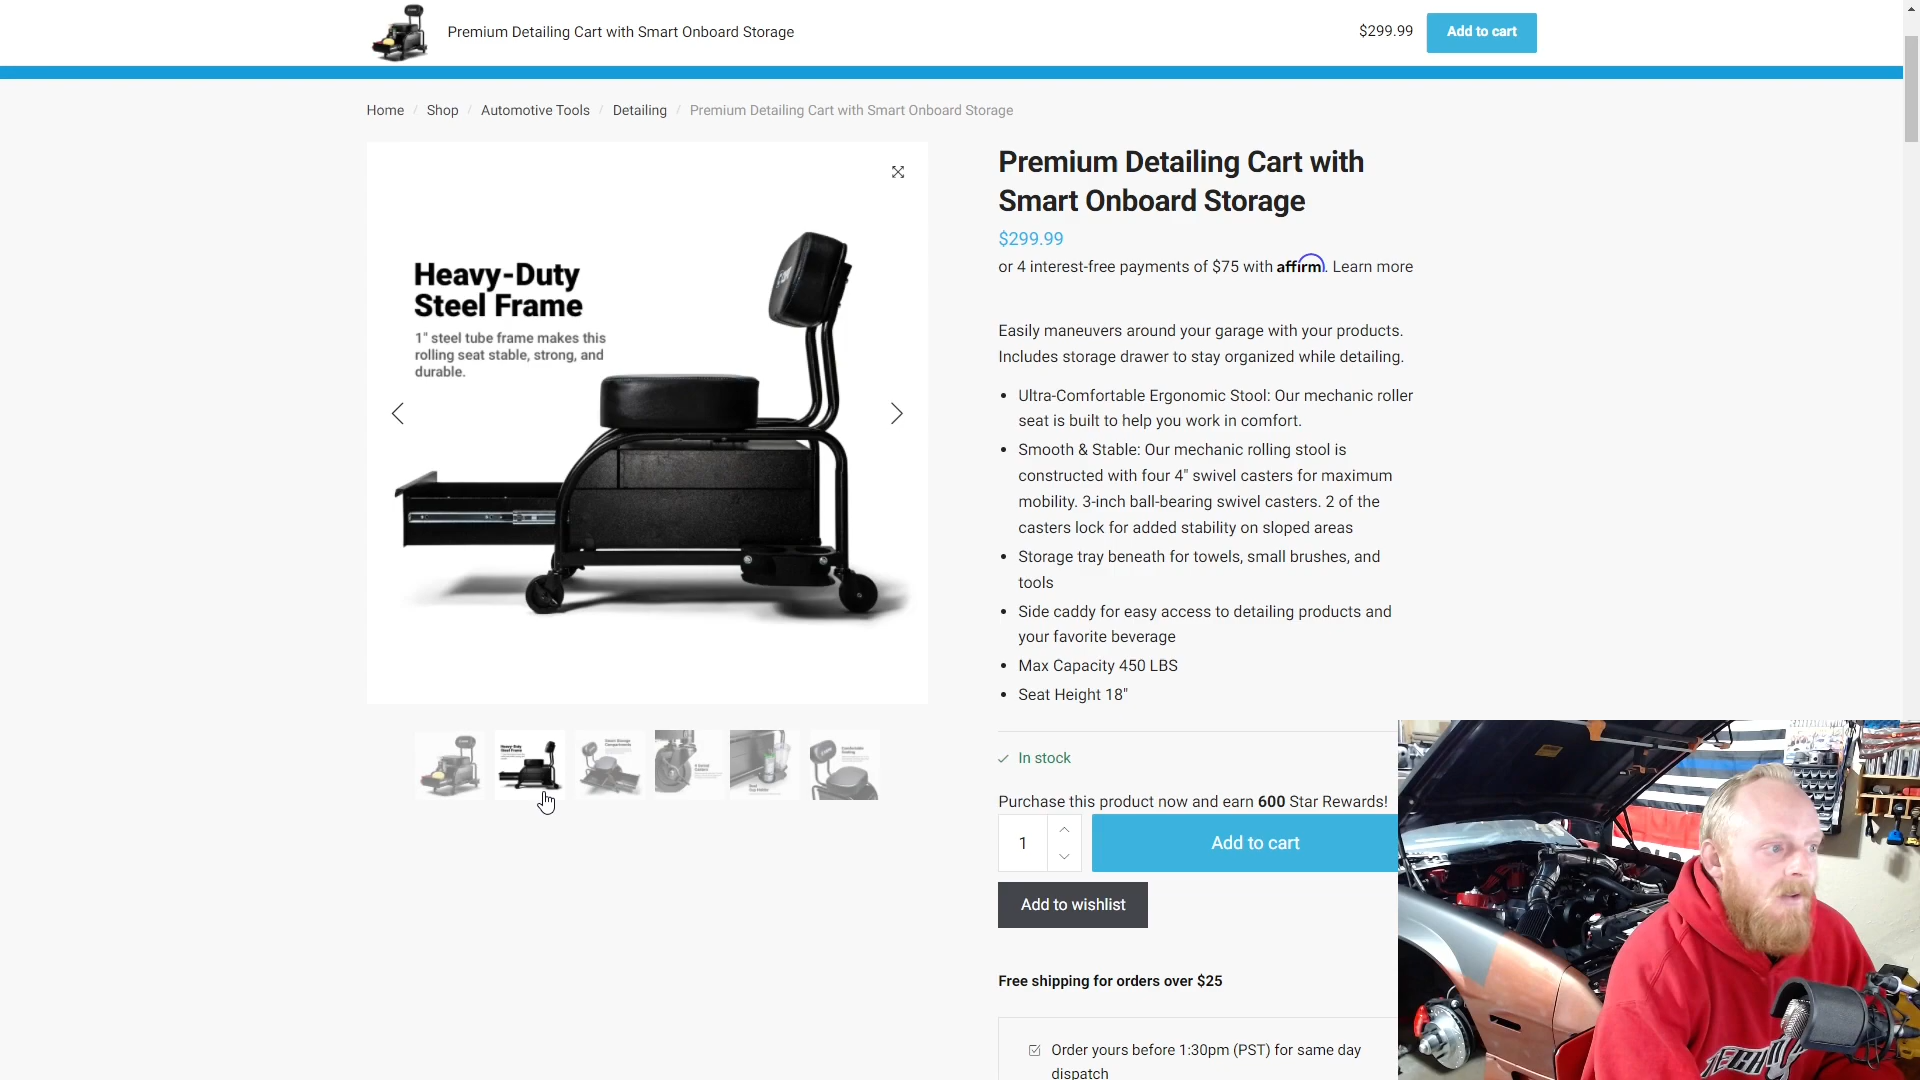 Premium Detailing Cart with Smart Onboard Storage
$299.99
Add to cart
Home / Shop / Automotive Tools / Detailing / Premium Detailing Cart with Smart Onboard Storage
Heavy-Duty
Steel Frame
1" steel tube frame makes this
rolling seat stable, strong, and
durable.
Premium Detailing Cart with
Smart Onboard Storage
$299.99
or 4 interest-free payments of $75 with affirm. Learn more
Easily maneuvers around your garage with your products.
Includes storage drawer to stay organized while detailing.
• Ultra-Comfortable Ergonomic Stool: Our mechanic roller
seat is built to help you work in comfort.
• Smooth & Stable: Our mechanic rolling stool is
constructed with four 4" swivel casters for maximum
mobility. 3-inch ball-bearing swivel casters. 2 of the
casters lock for added stability on sloped areas
• Storage tray beneath for towels, small brushes, and
tools
• Side caddy for easy access to detailing products and
your favorite beverage
• Max Capacity 450 LBS
• Seat Height 18"
In stock
Purchase this product now and earn 600 Star Rewards!
1
Add to cart
Add to wishlist
Free shipping for orders over $25
Order yours before 1:30pm (PST) for same day
dispatch
Heavy-Duty
Steel Frame